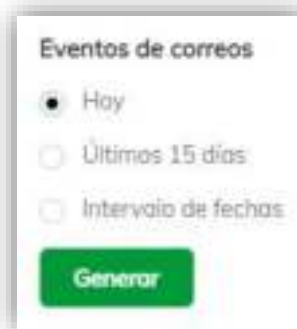 Eventos de correos
Hoy
Últimos 15 días
Intervalo de fechas
Generar